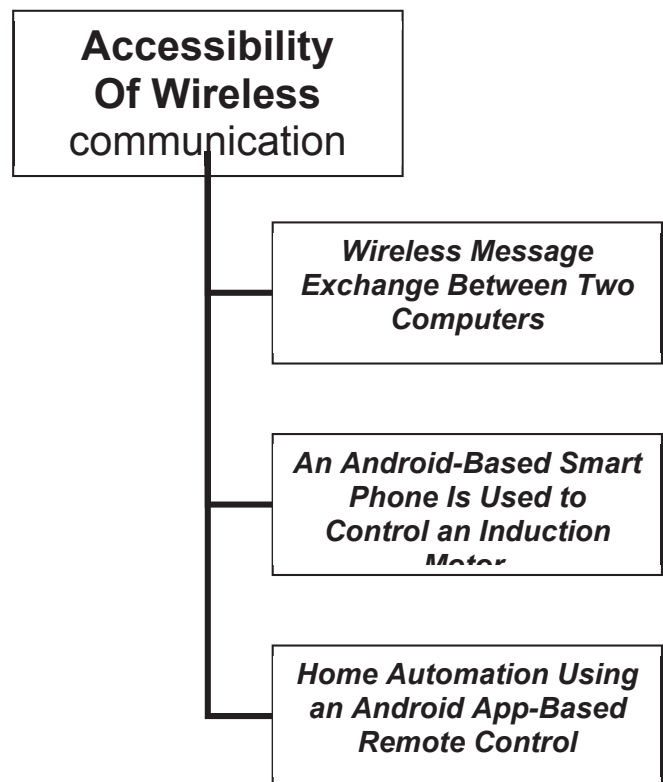 Accessibility
Of Wireless
communication
Wireless Message
Exchange Between Two
Computers
An Android-Based Smart
Phone Is Used to
Control an Induction
Motor
Home Automation Using
an Android App-Based
Remote Control